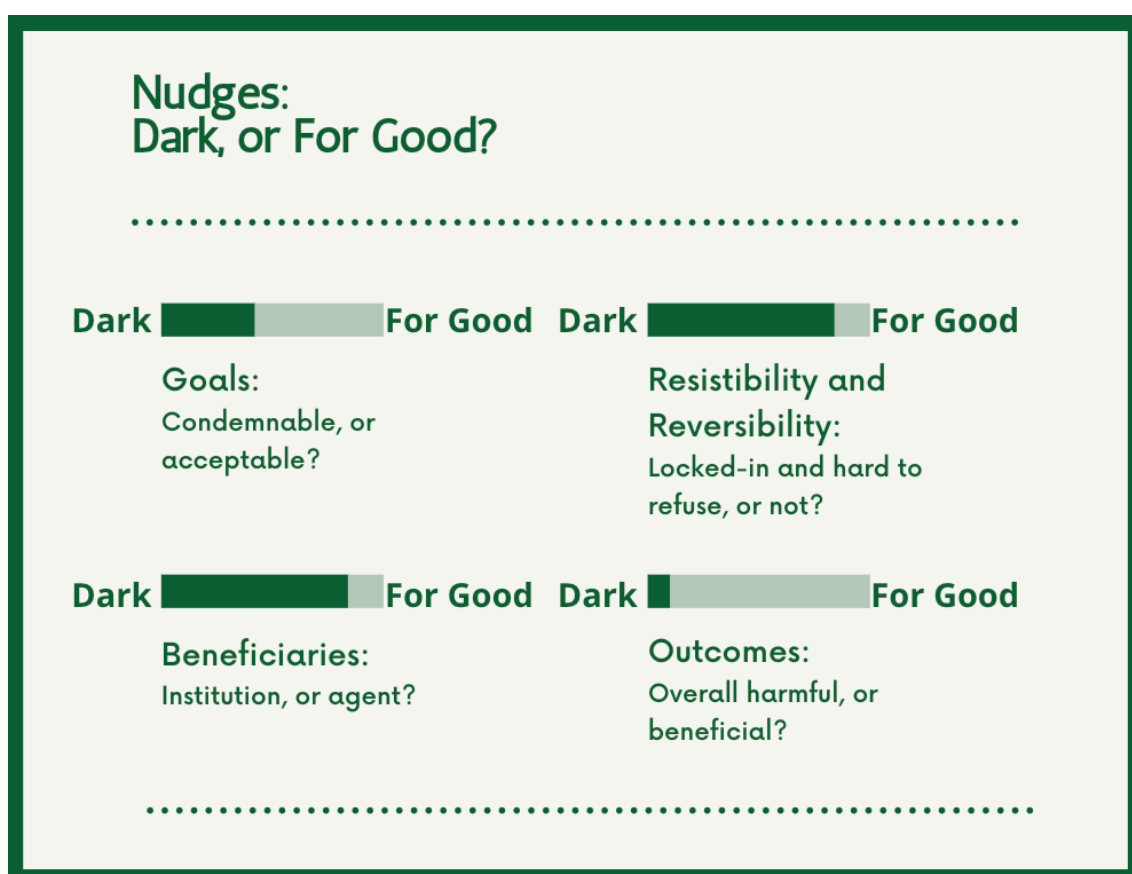 Nudges:
Dark, or For Good?
Dark For Good
Goals:
Condemnable, or
acceptable?
Dark For Good
Resistibility and
Reversibility:
Locked-in and hard to
refuse, or not?
Dark For Good
Beneficiaries:
Institution, or agent?
Dark For Good
Outcomes:
Overall harmful, or
beneficial?